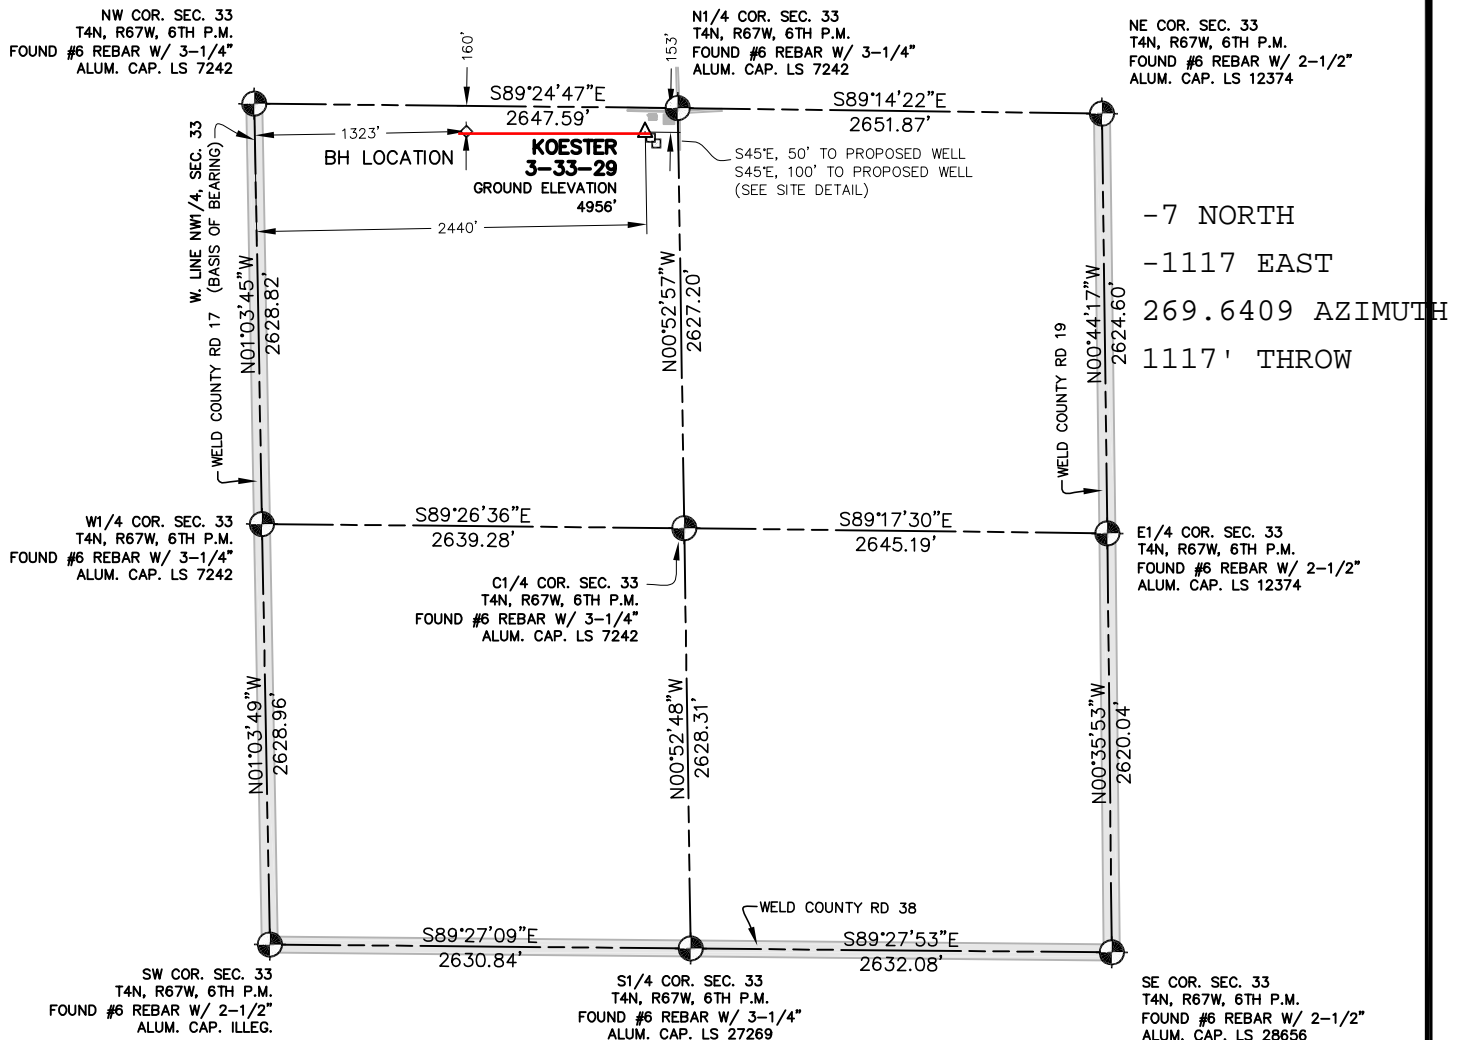 NW COR. SEC. 33
T4N, R67W, 6TH P.M.
FOUND #6 REBAR W/ 3-1/4"
ALUM. CAP. LS 7242
160'
153'
N1/4 COR. SEC. 33
T4N, R67W, 6TH P.M.
FOUND #6 REBAR W/ 3-1/4"
ALUM. CAP. LS 7242
NE COR. SEC. 33
T4N, R67W, 6TH P.M.
FOUND #6 REBAR W/ 2-1/2"
ALUM. CAP. LS 12374
S89°24'47"E
2647.59'
S89°14'22"E
2651.87'
1323'
BH LOCATION
KOESTER
3-33-29
GROUND ELEVATION
4956'
S45°E, 50' TO PROPOSED WELL
S45°E, 100' TO PROPOSED WELL
(SEE SITE DETAIL)
2440'
W. LINE NW1/4, SEC. 33
(BASIS OF BEARING)
WELD COUNTY RD 17
N01°03'45"W
2628.82'
N00°52'57"W
2627.20'
WELD COUNTY RD 19
N00°44'17"W
2624.60'
-7 NORTH
-1117 EAST
269.6409 AZIMUTH
1117' THROW
W1/4 COR. SEC. 33
T4N, R67W, 6TH P.M.
FOUND #6 REBAR W/ 3-1/4"
ALUM. CAP. LS 7242
S89°26'36"E
2639.28'
S89°17'30"E
2645.19'
E1/4 COR. SEC. 33
T4N, R67W, 6TH P.M.
FOUND #6 REBAR W/ 2-1/2"
ALUM. CAP. LS 12374
C1/4 COR. SEC. 33
T4N, R67W, 6TH P.M.
FOUND #6 REBAR W/ 3-1/4"
ALUM. CAP. LS 7242
N01°03'49"W
2628.96'
N00°52'48"W
2628.31'
N00°35'53"W
2620.04'
WELD COUNTY RD 38
S89°27'09"E
2630.84'
S89°27'53"E
2632.08'
SW COR. SEC. 33
T4N, R67W, 6TH P.M.
FOUND #6 REBAR W/ 2-1/2"
ALUM. CAP. ILLEG.
S1/4 COR. SEC. 33
T4N, R67W, 6TH P.M.
FOUND #6 REBAR W/ 3-1/4"
ALUM. CAP. LS 27269
SE COR. SEC. 33
T4N, R67W, 6TH P.M.
FOUND #6 REBAR W/ 2-1/2"
ALUM. CAP. LS 28656